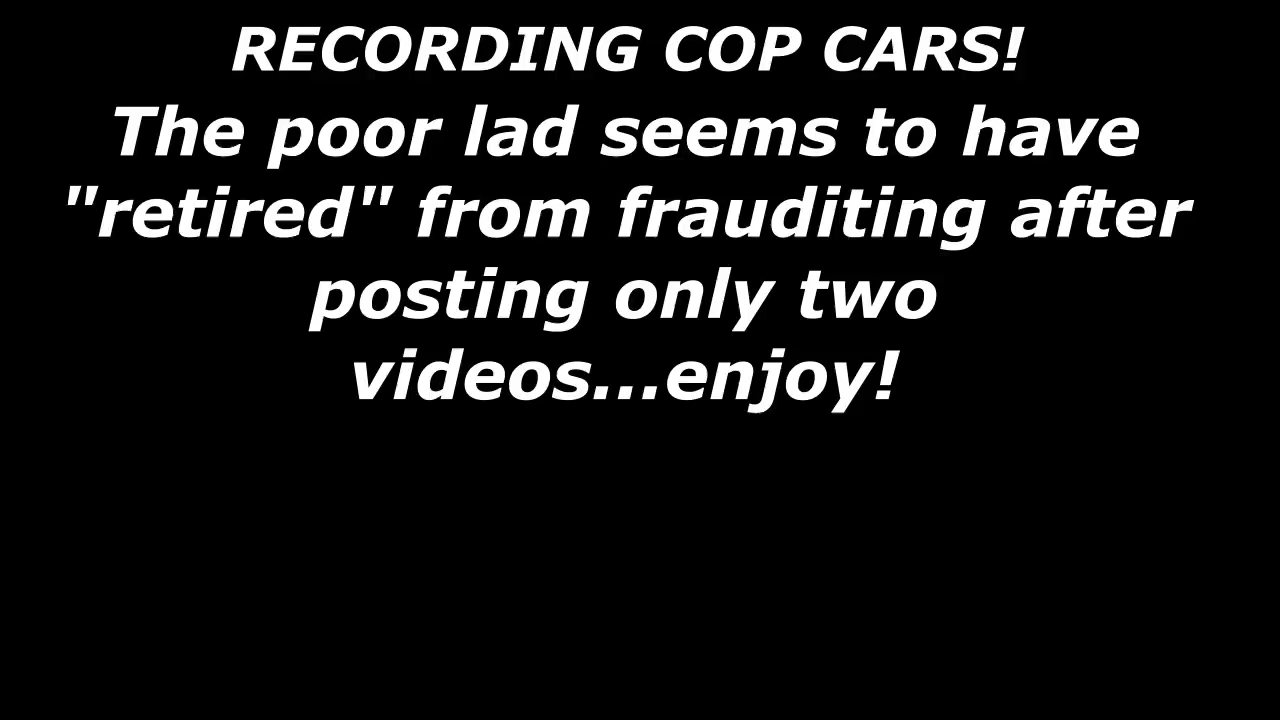 RECORDING COP CARS!
The poor lad seems to have
"retired" from frauditing after
posting only two
videos...enjoy!